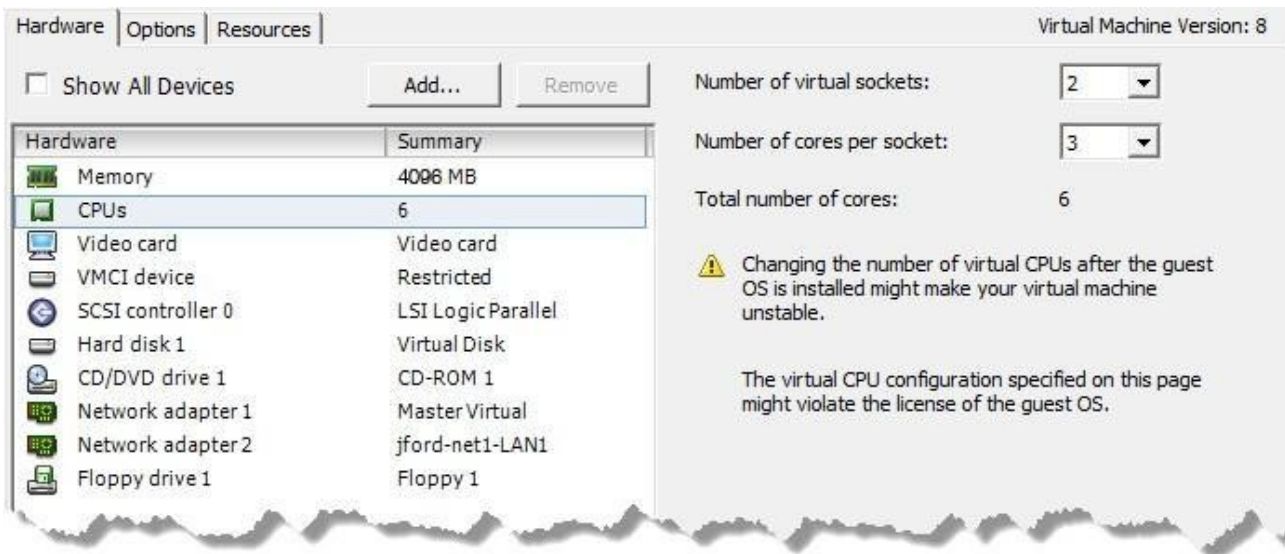 Hardware Options Resources Virtual Machine Version: 8
Show All Devices Add... Remove
Hardware Summary
Memory 4096 MB
CPUs 6
Video card Video card
VMCI device Restricted
SCSI controller 0 LSI Logic Parallel
Hard disk 1 Virtual Disk
CD/DVD drive 1 CD-ROM 1
Network adapter 1 Master Virtual
Network adapter 2 jford-net1-LAN1
Floppy drive 1 Floppy 1
Number of virtual sockets: 2
Number of cores per socket: 3
Total number of cores: 6
Changing the number of virtual CPUs after the guest
OS is installed might make your virtual machine
unstable.
The virtual CPU configuration specified on this page
might violate the license of the guest OS.